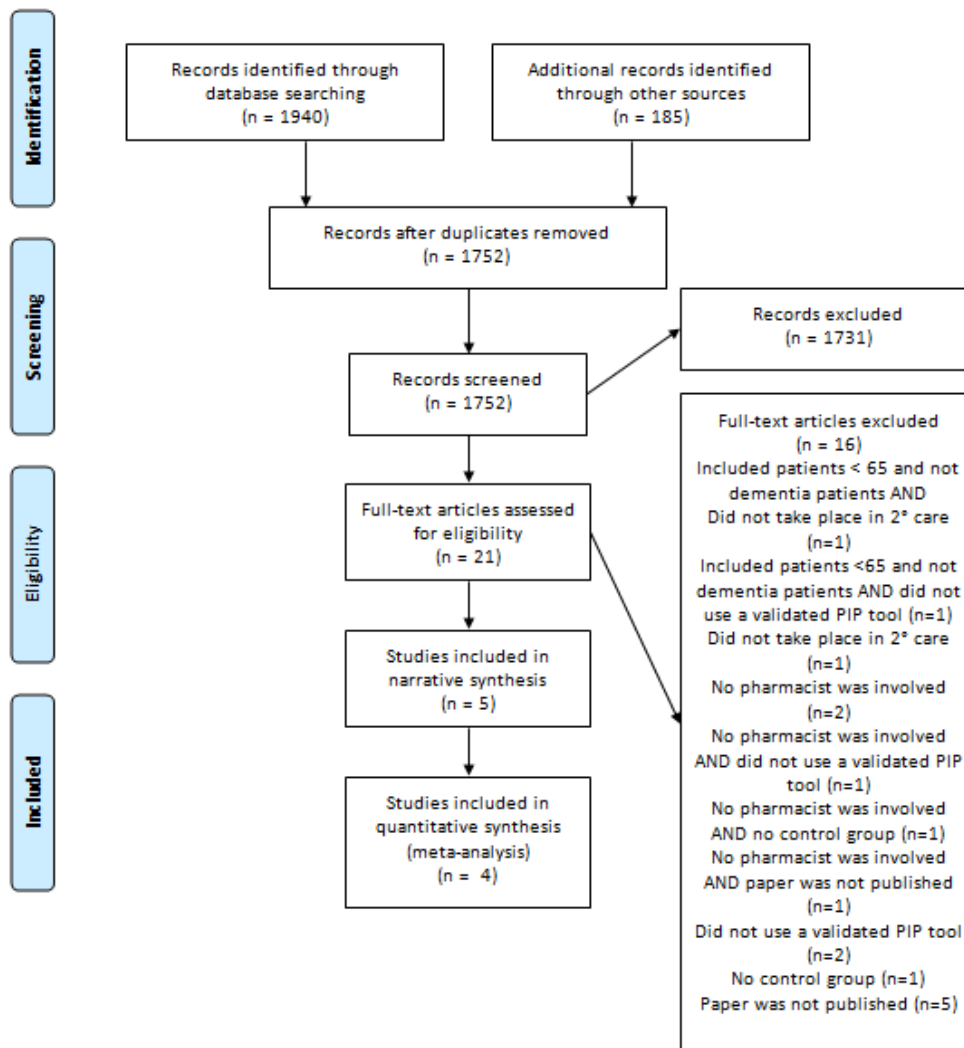 Identification
Records identified through
database searching
(n = 1940)
Additional records identified
through other sources
(n = 185)
Records after duplicates removed
(n = 1752)
Screening
Records screened
(n = 1752)
Records excluded
(n = 1731)
Eligibility
Full-text articles assessed
for eligibility
(n = 21)
Full-text articles excluded
(n = 16)
Included patients < 65 and not
dementia patients AND
Did not take place in 2° care
(n=1)
Included patients <65 and not
dementia patients AND did not
use a validated PIP tool (n=1)
Did not take place in 2° care
(n=1)
No pharmacist was involved
(n=2)
No pharmacist was involved
AND did not use a validated PIP
tool (n=1)
No pharmacist was involved
AND no control group (n=1)
No pharmacist was involved
AND paper was not published
(n=1)
Did not use a validated PIP tool
(n=2)
No control group (n=1)
Paper was not published (n=5)
Studies included in
narrative synthesis
(n = 5)
Included
Studies included in
quantitative synthesis
(meta-analysis)
(n = 4)